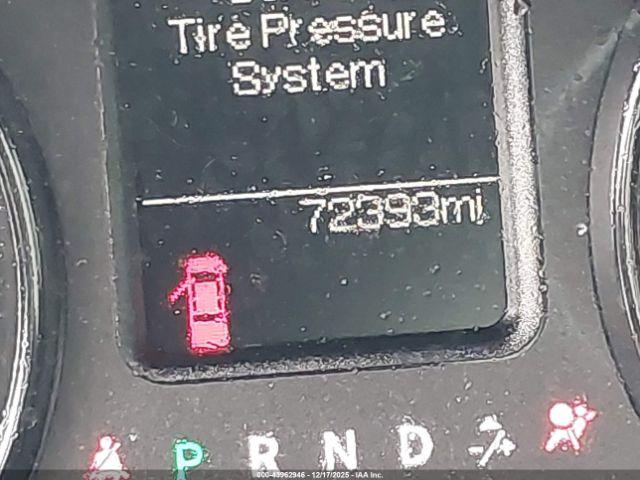 Tire Pressure
System
72393mi
P R N D
000-43962946 - 12/17/2025 - IAA Inc.